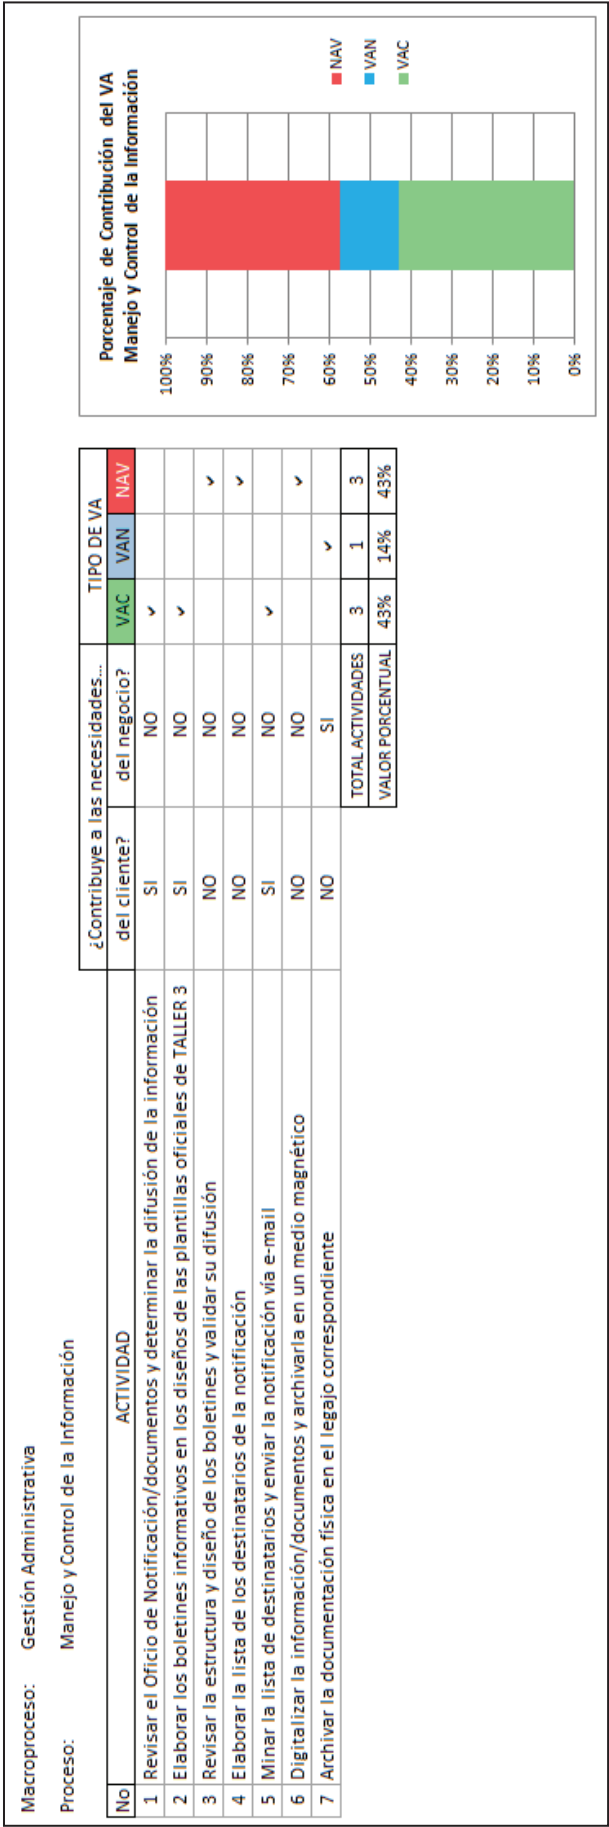 Macroproceso: Gestión Administrativa
Proceso: Manejo y Control de la Información
¿Contribuye a las necesidades... TIPO DE VA
No ACTIVIDAD del cliente? del negocio? VAC VAN NAV
1 Revisar el Oficio de Notificación/documentos y determinar la difusión de la información SI NO ✓
2 Elaborar los boletines informativos en los diseños de las plantillas oficiales de TALLER 3 SI NO ✓
3 Revisar la estructura y diseño de los boletines y validar su difusión NO NO ✓
4 Elaborar la lista de los destinatarios de la notificación NO NO ✓
5 Minar la lista de destinatarios y enviar la notificación vía e-mail SI NO ✓
6 Digitalizar la información/documentos y archivarla en un medio magnético NO NO ✓
7 Archivar la documentación física en el legajo correspondiente NO SI ✓
TOTAL ACTIVIDADES 3 1 3
VALOR PORCENTUAL 43% 14% 43%
Porcentaje de Contribución del VA
Manejo y Control de la Información
100%
90%
80%
70%
60%
50%
40%
30%
20%
10%
0%
NAV
VAN
VAC